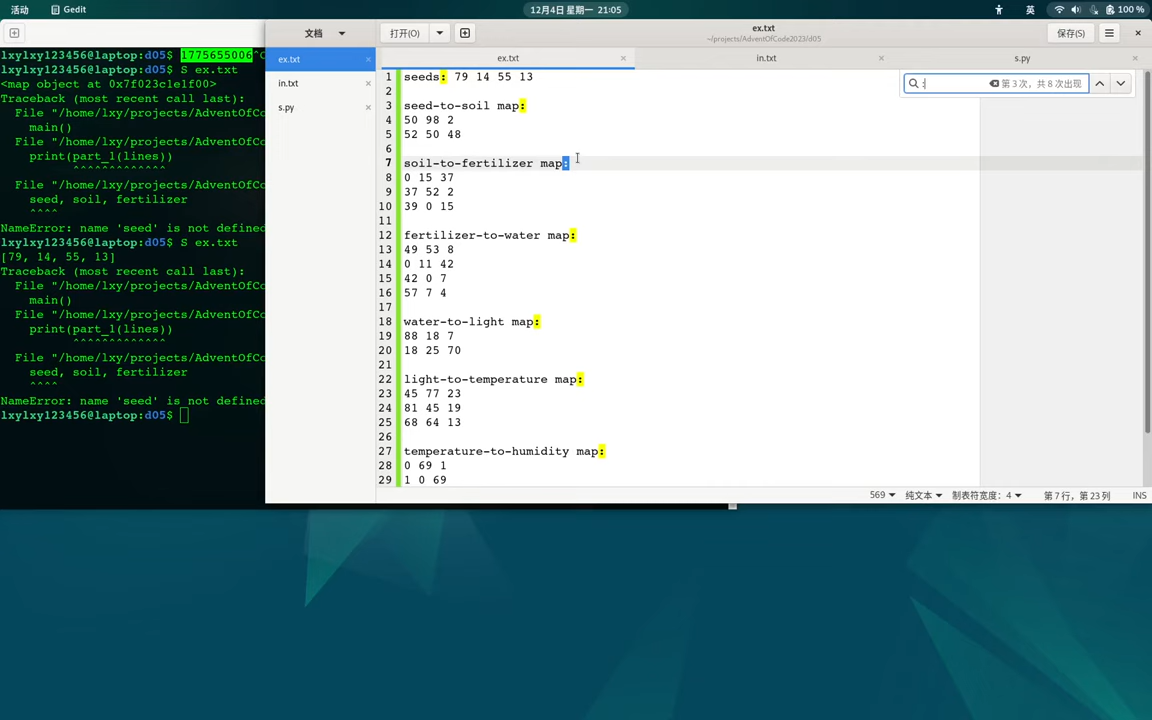 活动 Gedit 12月4日 星期一 21:05 英 100 %
文档 打开(O) ex.txt 保存(S)
~/projects/AdventOfCode2023/d05
ex.txt
in.txt
s.py
ex.txt in.txt s.py
: 第 3次，共 8 次出现
lxylxy123456@laptop:d05$ 1775655006^C
lxylxy123456@laptop:d05$ S ex.txt
<map object at 0x7f023c1e1f00>
Traceback (most recent call last):
File "/home/lxy/projects/AdventOfC
main()
File "/home/lxy/projects/AdventOfC
print(part_1(lines))
^^^^^^^^^^^^^
File "/home/lxy/projects/AdventOfC
seed, soil, fertilizer
^^^^
NameError: name 'seed' is not defined
lxylxy123456@laptop:d05$ S ex.txt
[79, 14, 55, 13]
Traceback (most recent call last):
File "/home/lxy/projects/AdventOfC
main()
File "/home/lxy/projects/AdventOfC
print(part_1(lines))
^^^^^^^^^^^^^
File "/home/lxy/projects/AdventOfC
seed, soil, fertilizer
^^^^
NameError: name 'seed' is not defined
lxylxy123456@laptop:d05$
1 seeds: 79 14 55 13
2
3 seed-to-soil map:
4 50 98 2
5 52 50 48
6
7 soil-to-fertilizer map:
8 0 15 37
9 37 52 2
10 39 0 15
11
12 fertilizer-to-water map:
13 49 53 8
14 0 11 42
15 42 0 7
16 57 7 4
17
18 water-to-light map:
19 88 18 7
20 18 25 70
21
22 light-to-temperature map:
23 45 77 23
24 81 45 19
25 68 64 13
26
27 temperature-to-humidity map:
28 0 69 1
29 1 0 69
569 纯文本 制表符宽度：4 第 7 行，第 23 列 INS